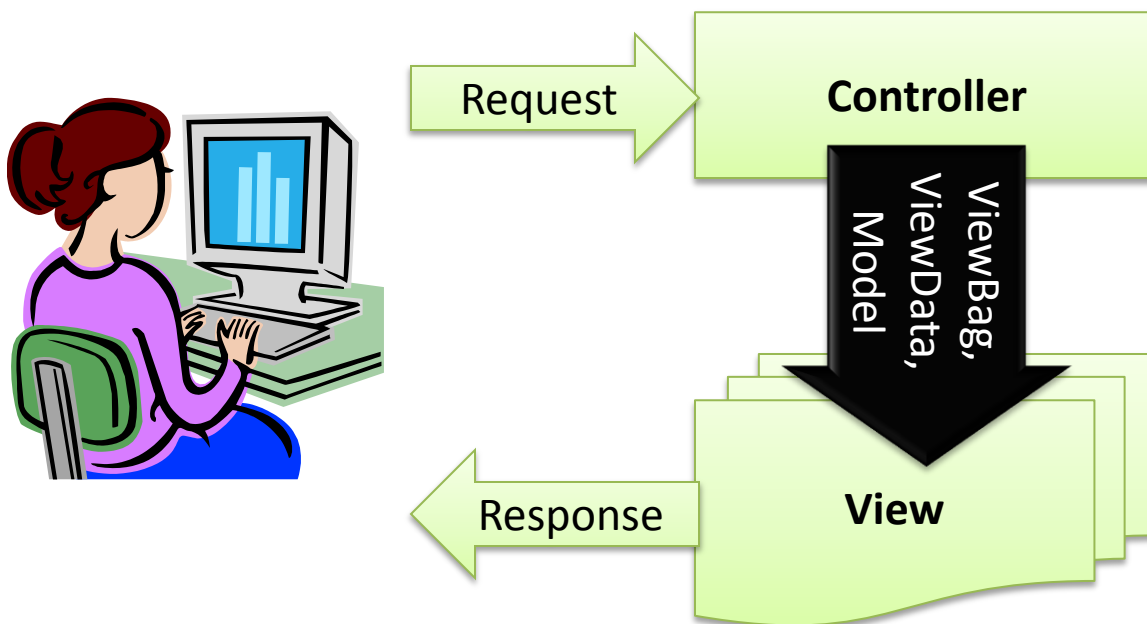 Request
Controller
ViewBag,
ViewData,
Model
Response
View